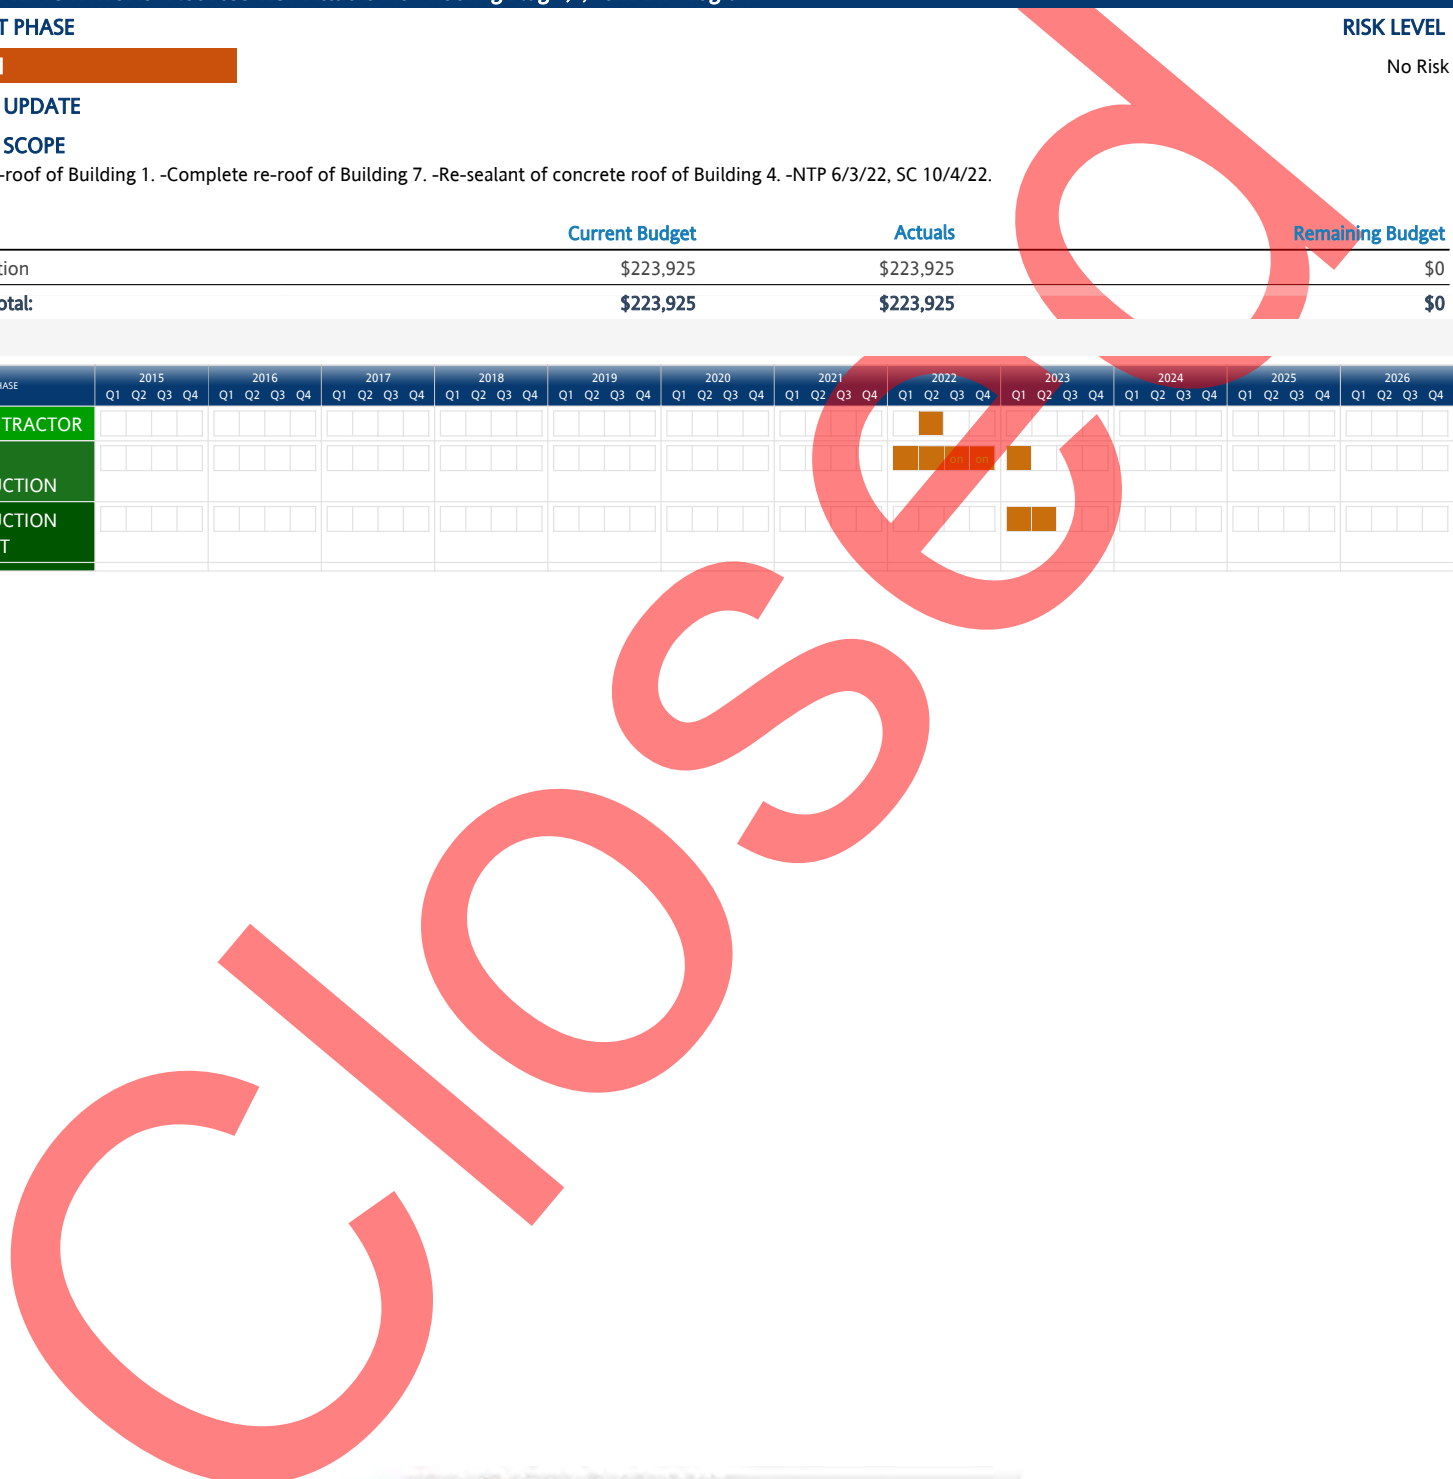 T PHASE
RISK LEVEL
No Risk
UPDATE
SCOPE
-roof of Building 1. -Complete re-roof of Building 7. -Re-sealant of concrete roof of Building 4. -NTP 6/3/22, SC 10/4/22.
Current Budget Actuals Remaining Budget
tion $223,925 $223,925 $0
otal: $223,925 $223,925 $0
2015 2016 2017 2018 2019 2020 2021 2022 2023 2024 2025 2026
HASE Q1 Q2 Q3 Q4 Q1 Q2 Q3 Q4 Q1 Q2 Q3 Q4 Q1 Q2 Q3 Q4 Q1 Q2 Q3 Q4 Q1 Q2 Q3 Q4 Q1 Q2 Q3 Q4 Q1 Q2 Q3 Q4 Q1 Q2 Q3 Q4 Q1 Q2 Q3 Q4 Q1 Q2 Q3 Q4 Q1 Q2 Q3 Q4
TRACTOR
on on
UCTION
UCTION
T
Closed